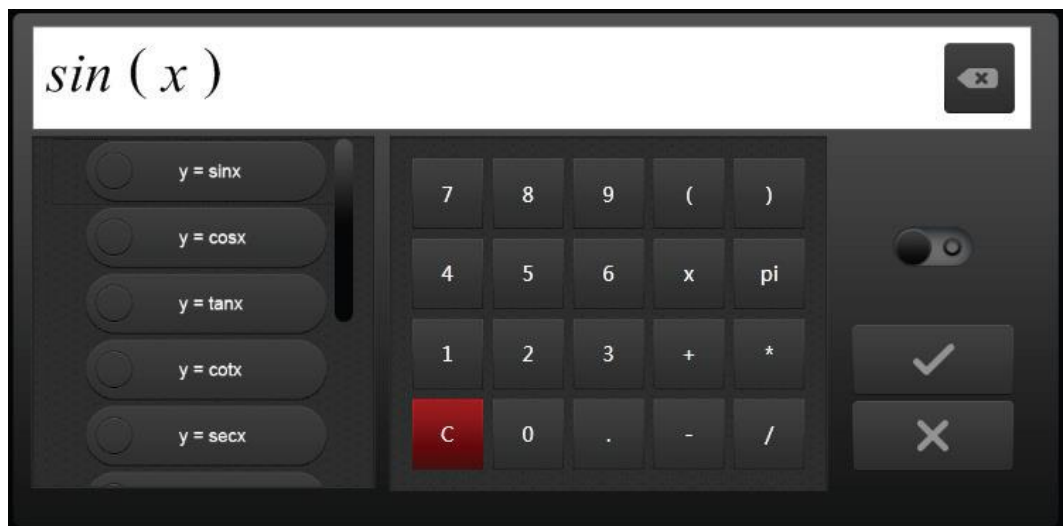 sin ( x )
y = sinx
y = cosx
y = tanx
y = cotx
y = secx
7 8 9 ( )
4 5 6 x pi
1 2 3 + *
C 0 . - /